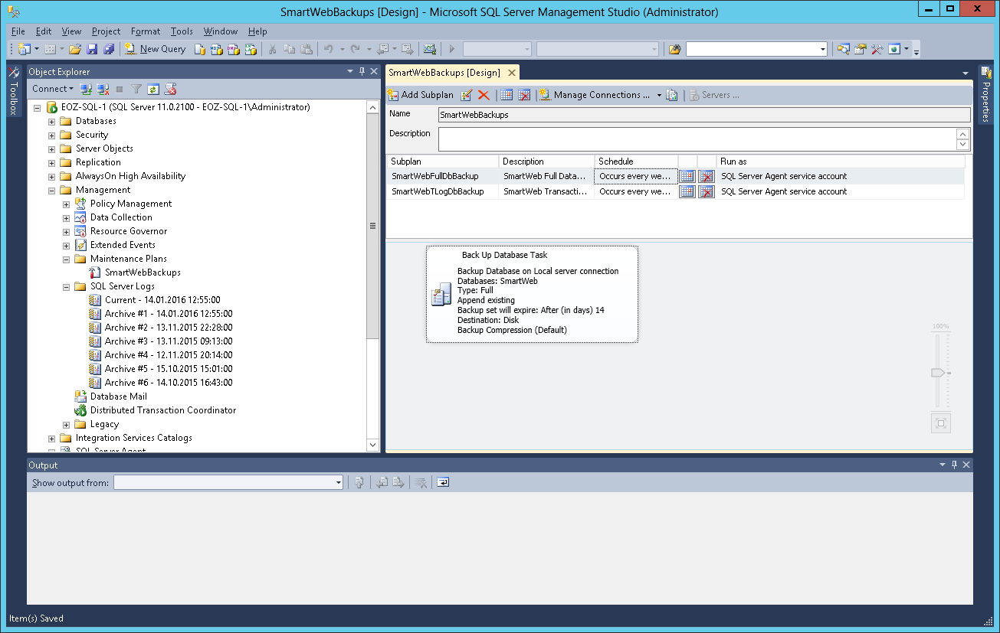 SmartWebBackups [Design] - Microsoft SQL Server Management Studio (Administrator)
File Edit View Project Format Tools Window Help
New Query
Toolbox
Object Explorer
Connect
EOZ-SQL-1 (SQL Server 11.0.2100 - EOZ-SQL-1\Administrator)
Databases
Security
Server Objects
Replication
AlwaysOn High Availability
Management
Policy Management
Data Collection
Resource Governor
Extended Events
Maintenance Plans
SmartWebBackups
SQL Server Logs
Current - 14.01.2016 12:55:00
Archive #1 - 14.01.2016 12:55:00
Archive #2 - 13.11.2015 22:28:00
Archive #3 - 13.11.2015 09:13:00
Archive #4 - 12.11.2015 20:14:00
Archive #5 - 15.10.2015 15:01:00
Archive #6 - 14.10.2015 16:43:00
Database Mail
Distributed Transaction Coordinator
Legacy
Integration Services Catalogs
SQL Server Agent
SmartWebBackups [Design]
Add Subplan Manage Connections ... Servers ...
Name SmartWebBackups
Description
Subplan Description Schedule Run as
SmartWebFullDbBackup SmartWeb Full Data... Occurs every we... SQL Server Agent service account
SmartWebTLogDbBackup SmartWeb Transacti... Occurs every we... SQL Server Agent service account
Back Up Database Task
Backup Database on Local server connection
Databases: SmartWeb
Type: Full
Append existing
Backup set will expire: After (in days) 14
Destination: Disk
Backup Compression (Default)
100%
Properties
Output
Show output from:
Item(s) Saved